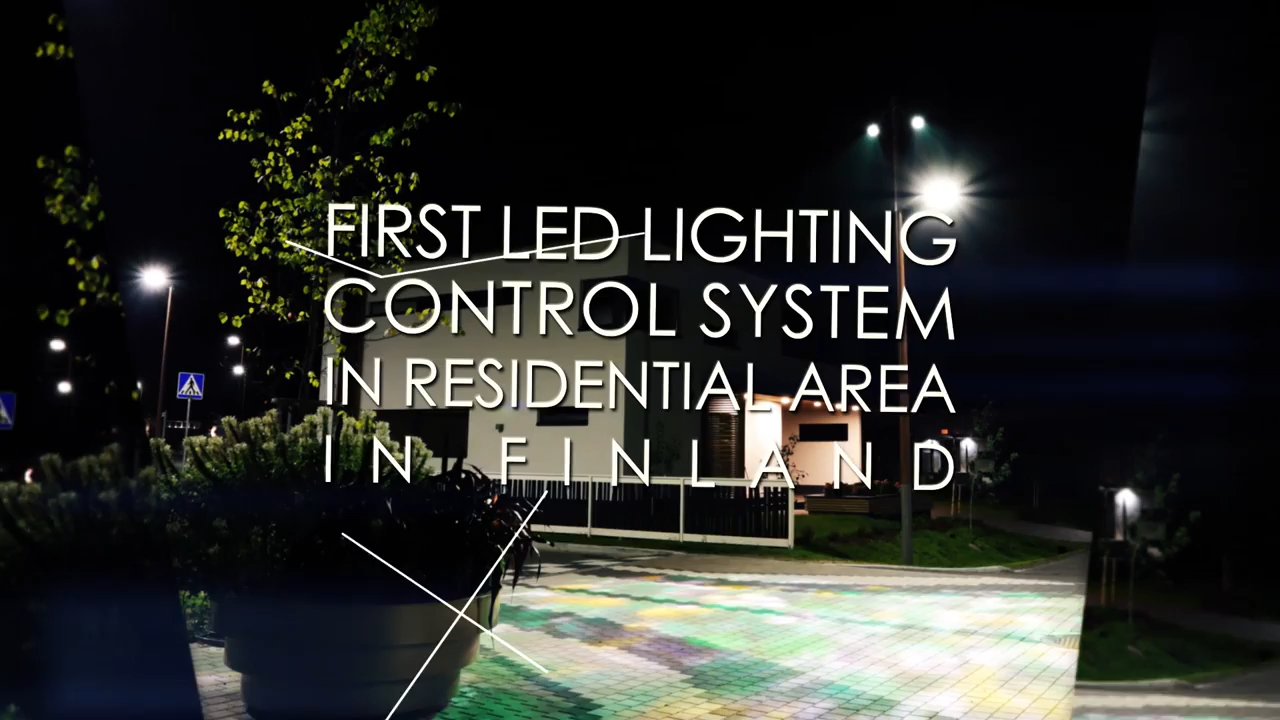 FIRST LED LIGHTING
CONTROL SYSTEM
IN RESIDENTIAL AREA
IN FINLAND